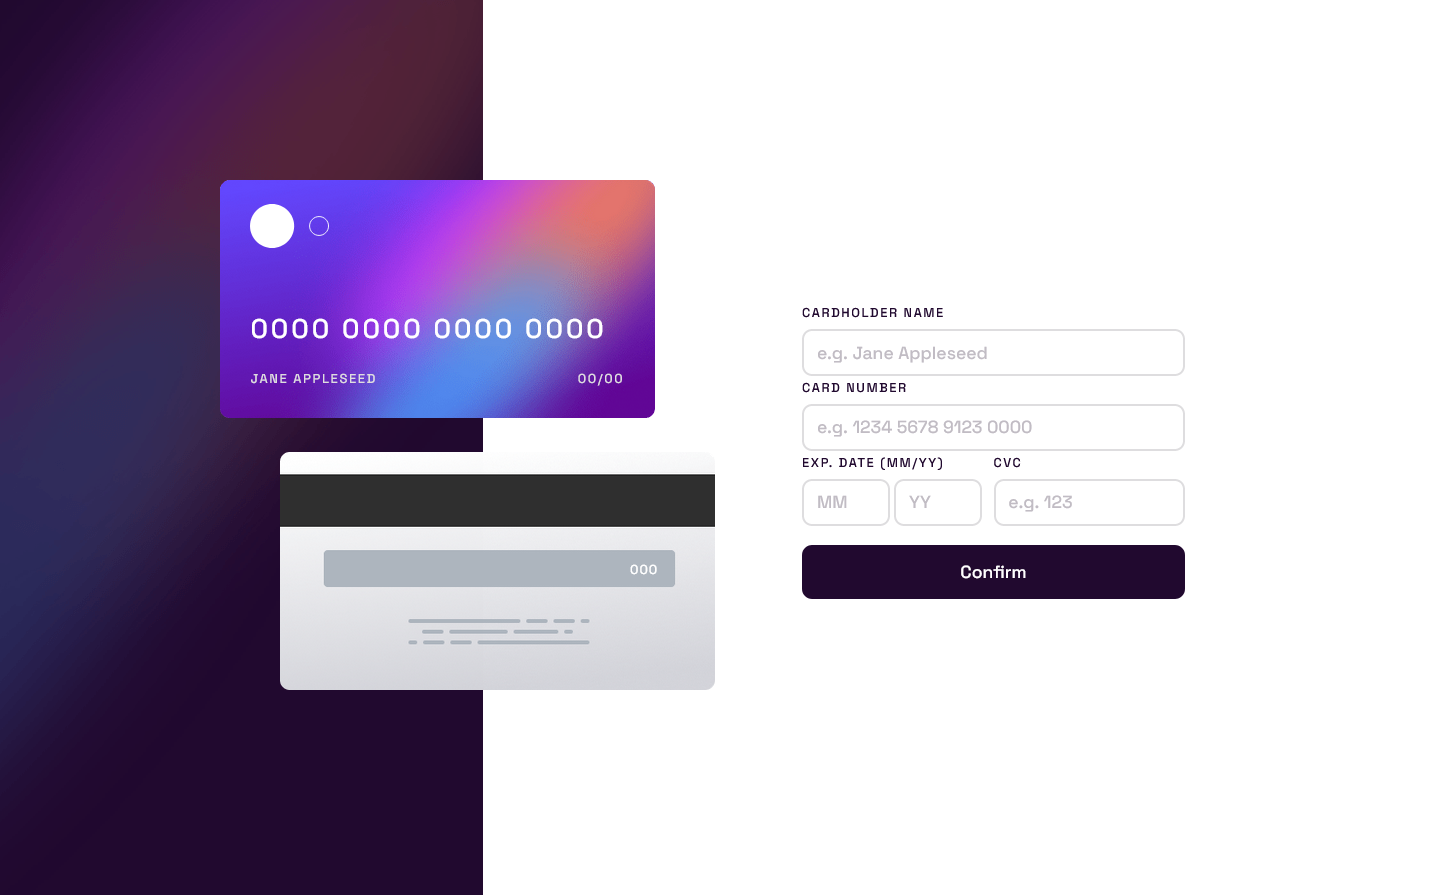 0000 0000 0000 0000
JANE APPLESEED 00/00
000
CARDHOLDER NAME
e.g. Jane Appleseed
CARD NUMBER
e.g. 1234 5678 9123 0000
EXP. DATE (MM/YY) CVC
MM YY e.g. 123
Confirm